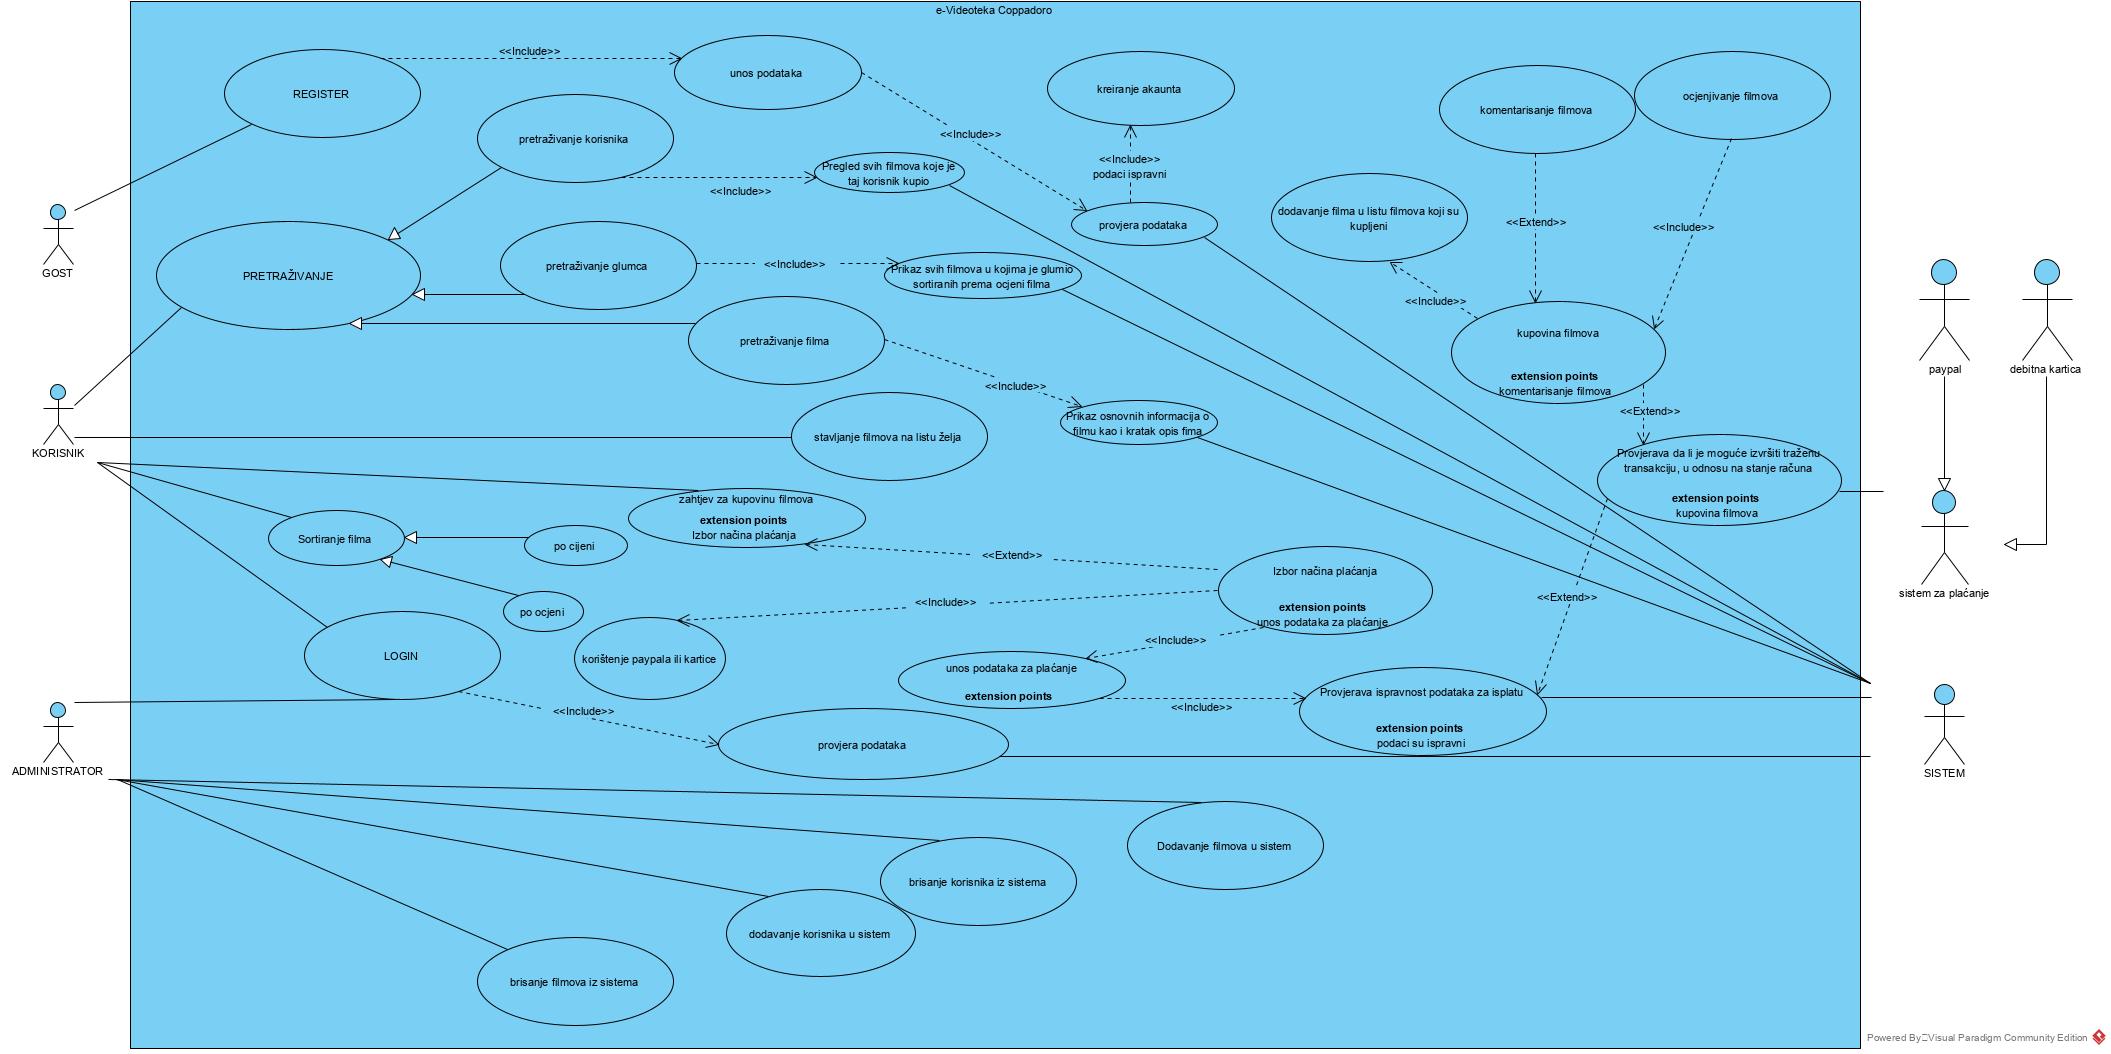 e-Videoteka Coppadoro
<<Include>>
unos podataka
REGISTER
kreiranje akaunta
komentarisanje filmova
ocjenjivanje filmova
pretraživanje korisnika
<<Include>>
<<Include>>
podaci ispravni
Pregled svih filmova koje je
taj korisnik kupio
<<Include>>
GOST
provjera podataka
dodavanje filma u listu filmova koji su
kupljeni
<<Extend>>
<<Include>>
PRETRAŽIVANJE
pretraživanje glumca
<<Include>>
Prikaz svih filmova u kojima je glumio
sortiranih prema ocjeni filma
<<Include>>
kupovina filmova
extension points
komentarisanje filmova
pretraživanje filma
<<Include>>
paypal
debitna kartica
Prikaz osnovnih informacija o
filmu kao i kratak opis fima
<<Extend>>
KORISNIK
stavljanje filmova na listu želja
Provjerava da li je moguće izvršiti traženu
transakciju, u odnosu na stanje računa
extension points
kupovina filmova
zahtjev za kupovinu filmova
extension points
Izbor načina plaćanja
Sortiranje filma
po cijeni
po ocjeni
<<Extend>>
Izbor načina plaćanja
extension points
unos podataka za plaćanje
<<Include>>
<<Extend>>
sistem za plaćanje
LOGIN
korištenje paypala ili kartice
<<Include>>
unos podataka za plaćanje
extension points
<<Include>>
Provjerava ispravnost podataka za isplatu
extension points
podaci su ispravni
<<Include>>
provjera podataka
ADMINISTRATOR
SISTEM
Dodavanje filmova u sistem
brisanje korisnika iz sistema
dodavanje korisnika u sistem
brisanje filmova iz sistema
Powered By Visual Paradigm Community Edition